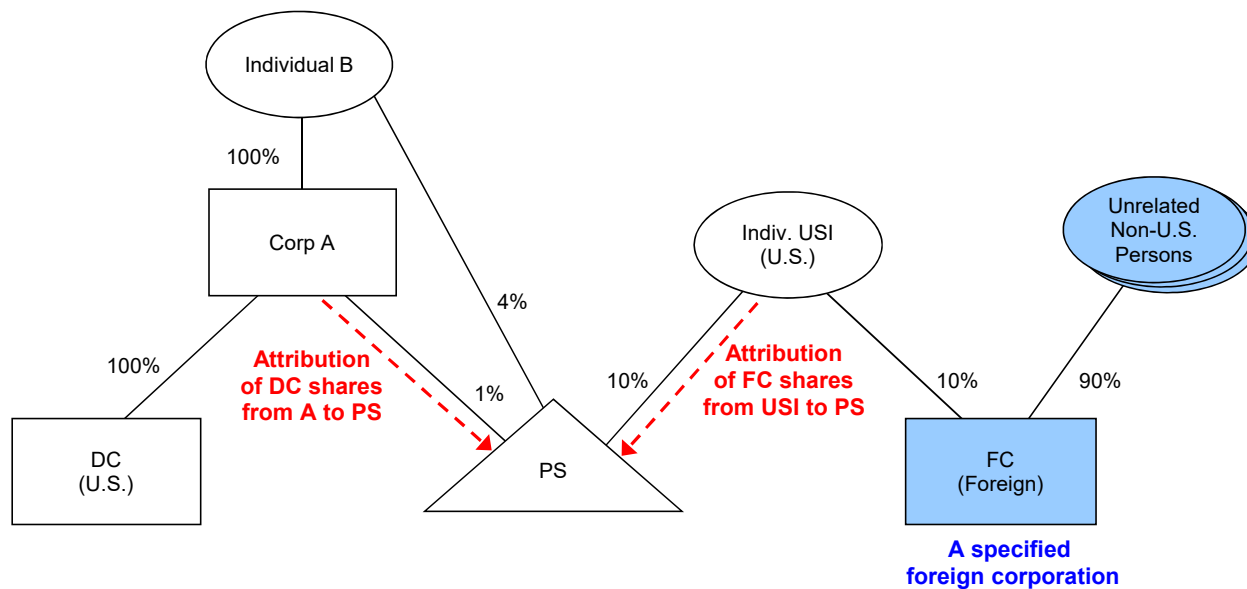 Individual B
100%
Corp A
4%
Indiv. USI
(U.S.)
Unrelated
Non-U.S.
Persons
100%
Attribution
of DC shares
from A to PS
1%
10%
Attribution
of FC shares
from USI to PS
10%
90%
DC
(U.S.)
PS
FC
(Foreign)
A specified
foreign corporation